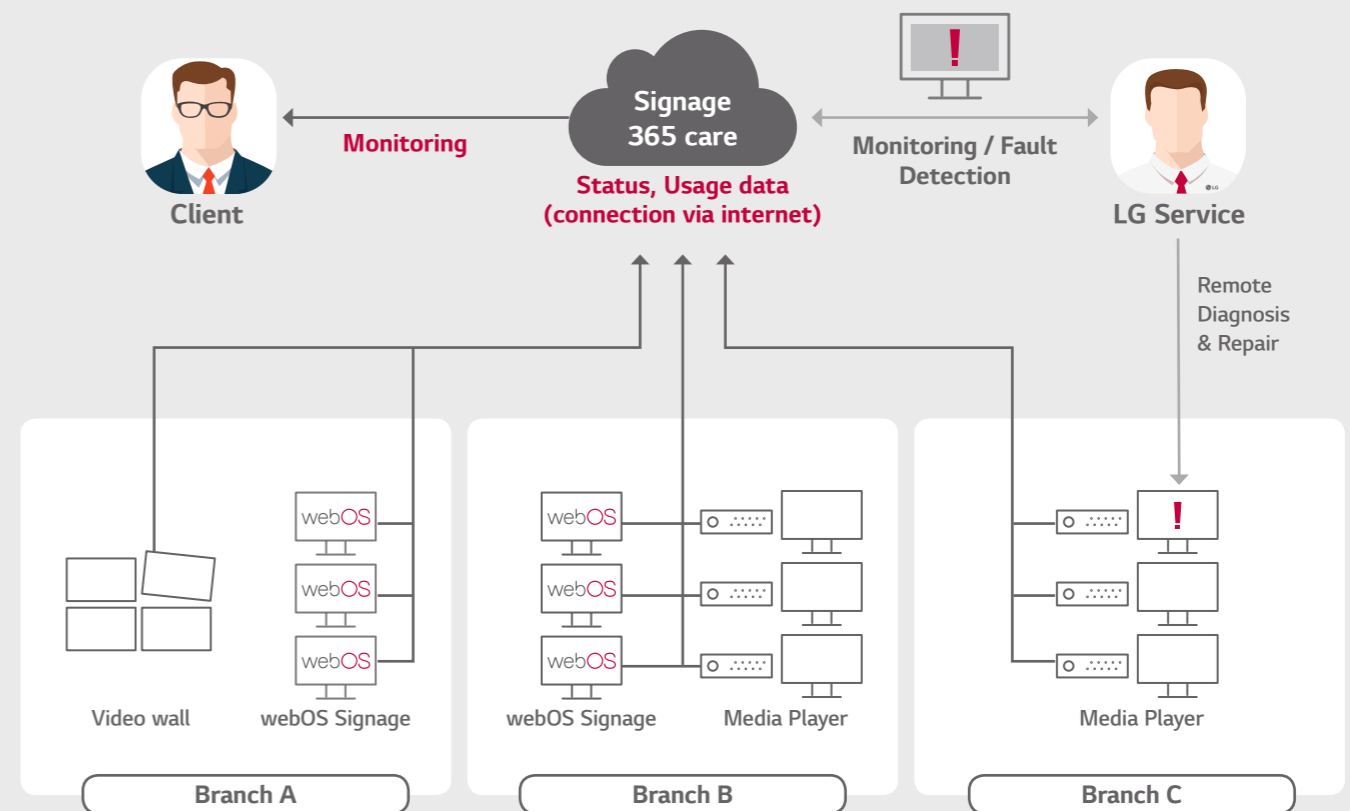 !
Signage
365 care
Monitoring
Monitoring / Fault
Detection
Status, Usage data
(connection via internet)
Client
LG
LG Service
Remote
Diagnosis
& Repair
webOS
webOS
webOS
webOS
webOS
webOS
!
Video wall
webOS Signage
webOS Signage
Media Player
Media Player
Branch A
Branch B
Branch C